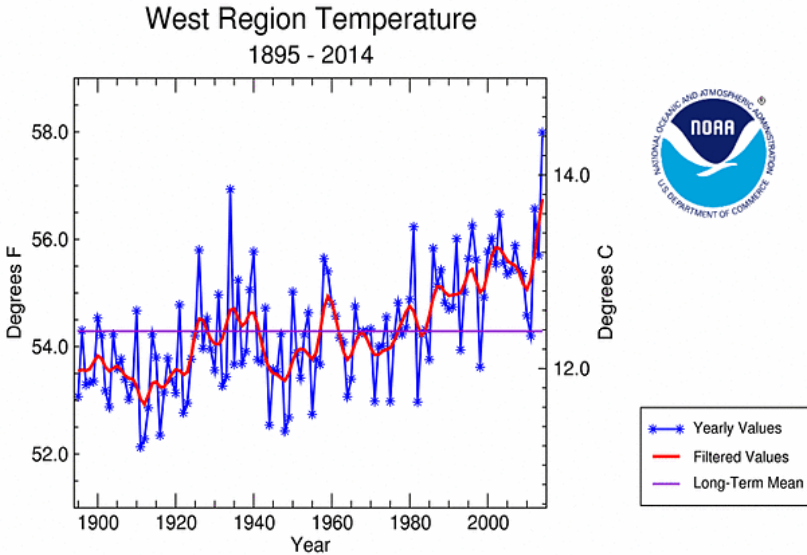 West Region Temperature
1895 - 2014
Degrees F
58.0
56.0
54.0
52.0
14.0
12.0
Degrees C
1900
1920
1940
1960
1980
2000
Year
NATIONAL OCEANIC AND ATMOSPHERIC ADMINISTRATION
NOAA
U.S. DEPARTMENT OF COMMERCE
®
Yearly Values
Filtered Values
Long-Term Mean